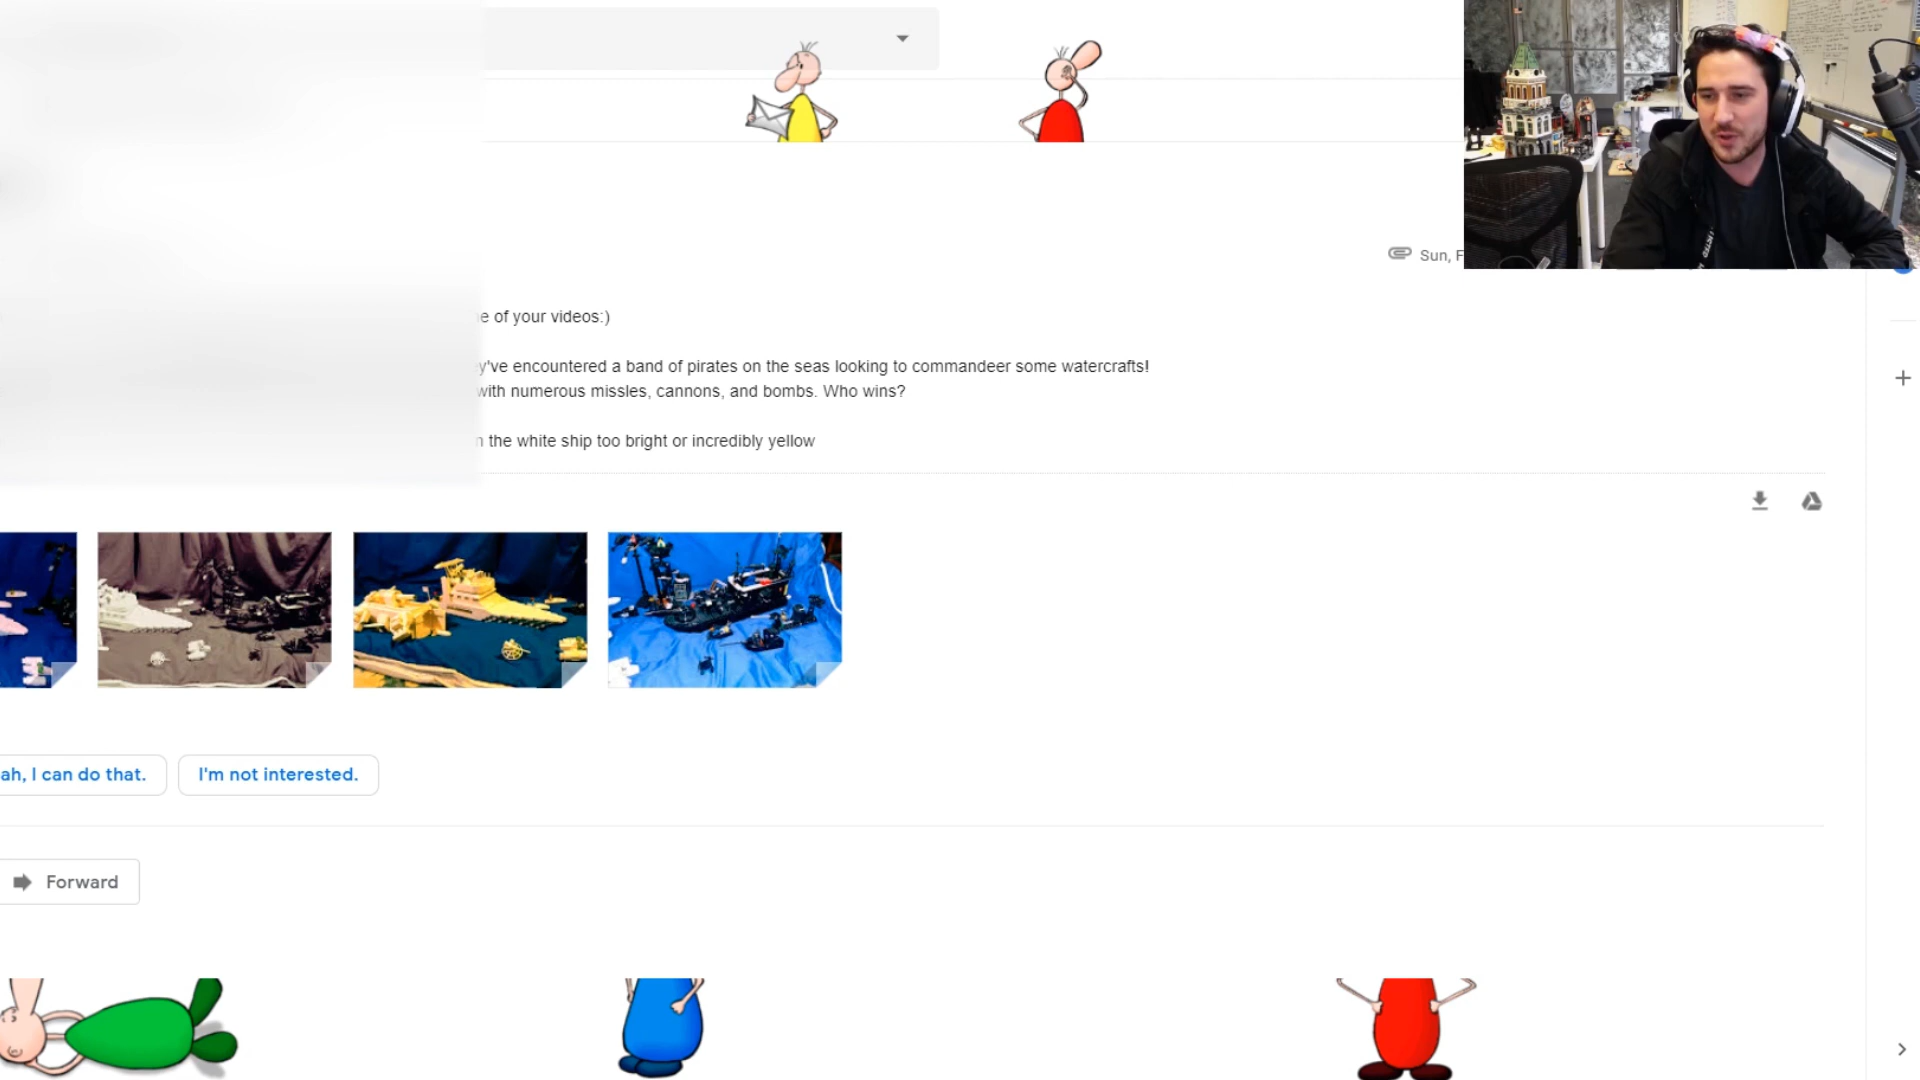 Sun, F
e of your videos:)
y've encountered a band of pirates on the seas looking to commandeer some watercrafts!
with numerous missles, cannons, and bombs. Who wins?
n the white ship too bright or incredibly yellow
ah, I can do that.
I'm not interested.
Forward